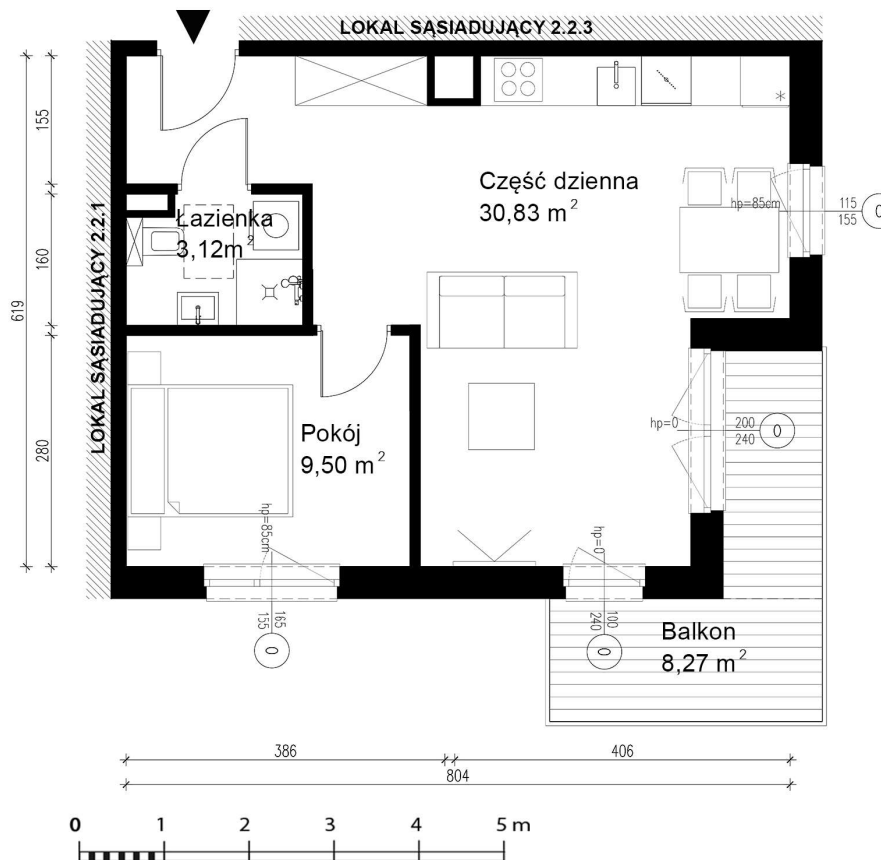 LOKAL SĄSIADUJĄCY 2.2.3
LOKAL SĄSIADUJĄCY 2.2.1
155
160
280
619
Część dzienna
30,83 m²
hp=85cm
115
155
0
Łazienka
3,12m²
Pokój
9,50 m²
hp=85cm
165
155
0
hp=0
200
240
0
hp=0
100
240
0
Balkon
8,27 m²
386
406
804
0 1 2 3 4 5 m